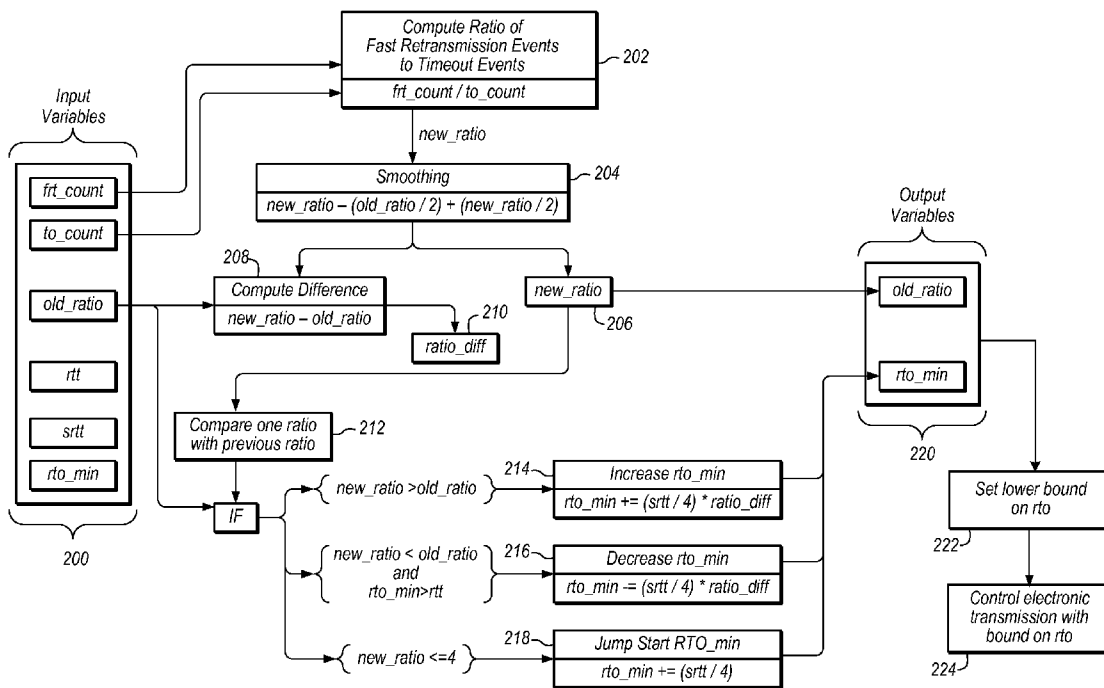 Compute Ratio of
Fast Retransmission Events
to Timeout Events
202
frt_count / to_count
new_ratio
Input
Variables
frt_count
to_count
old_ratio
rtt
srtt
rto_min
200
Smoothing
204
new_ratio – (old_ratio / 2) + (new_ratio / 2)
208
Compute Difference
new_ratio – old_ratio
210
ratio_diff
new_ratio
206
Compare one ratio
with previous ratio
212
IF
new_ratio >old_ratio
214
Increase rto_min
rto_min += (srtt / 4) * ratio_diff
new_ratio < old_ratio
and
rto_min>rtt
216
Decrease rto_min
rto_min -= (srtt / 4) * ratio_diff
new_ratio <=4
218
Jump Start RTO_min
rto_min += (srtt / 4)
Output
Variables
old_ratio
rto_min
220
Set lower bound
on rto
222
Control electronic
transmission with
bound on rto
224